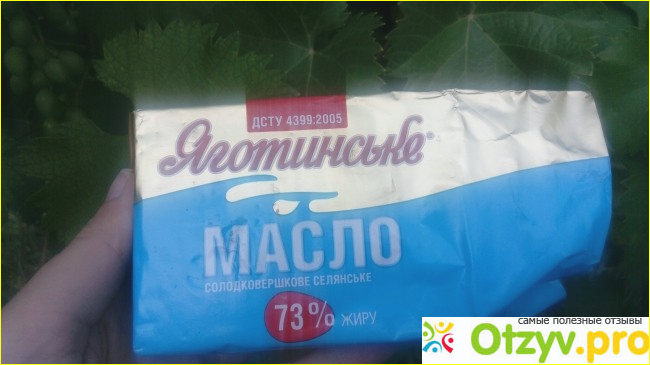 ДСТУ 4399:2005
Яготинське®
МАСЛО
СОЛОДКОВЕРШКОВЕ СЕЛЯНСЬКЕ
73% ЖИРУ
самые полезные отзывы
Otzyv.pro